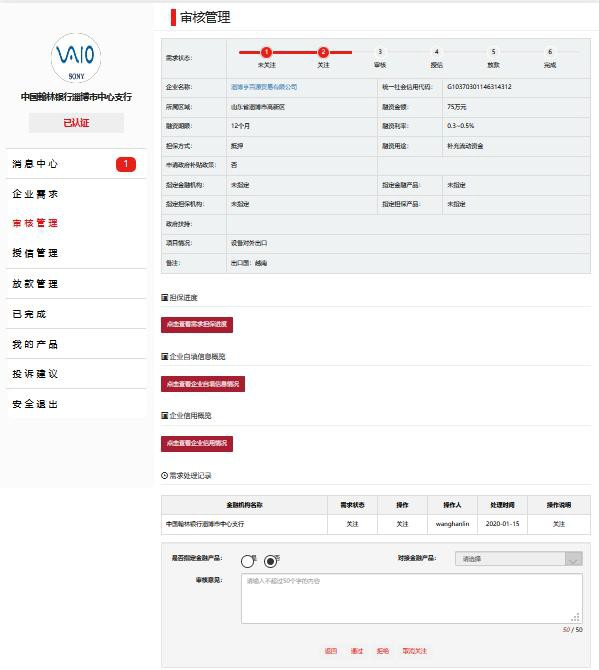 审核管理
VAIO
SONY
中国翰林银行淄博市中心支行
已认证
消息中心 1
企业需求
审核管理
授信管理
放款管理
已完成
我的产品
投诉建议
安全退出
需求状态： 1 2 3 4 5 6
未关注 关注 审核 授信 放款 完成
企业名称： 淄博亨百源贸易有限公司 统一社会信用代码： G10370301146314312
所属区域： 山东省淄博市高新区 融资金额： 75万元
融资期限： 12个月 融资利率： 0.3~0.5%
担保方式： 抵押 融资用途： 补充流动资金
申请政府补贴政策： 否
指定金融机构： 未指定 指定金融产品： 未指定
指定担保机构： 未指定 指定担保产品： 未指定
政府扶持：
项目情况： 设备对外出口
备注： 出口国：越南
担保进度
点击查看需求担保进度
企业自填信息概览
点击查看企业自填信息情况
企业信用概览
点击查看企业信用情况
需求处理记录
金融机构名称 需求状态 操作 操作人 处理时间 操作说明
中国翰林银行淄博市中心支行 关注 关注 wanghanlin 2020-01-15 关注
是否指定金融产品： 是 否 对接金融产品： 请选择
审核意见： 请输入不超过50个字的内容
50 / 50
返回 通过 拒绝 取消关注